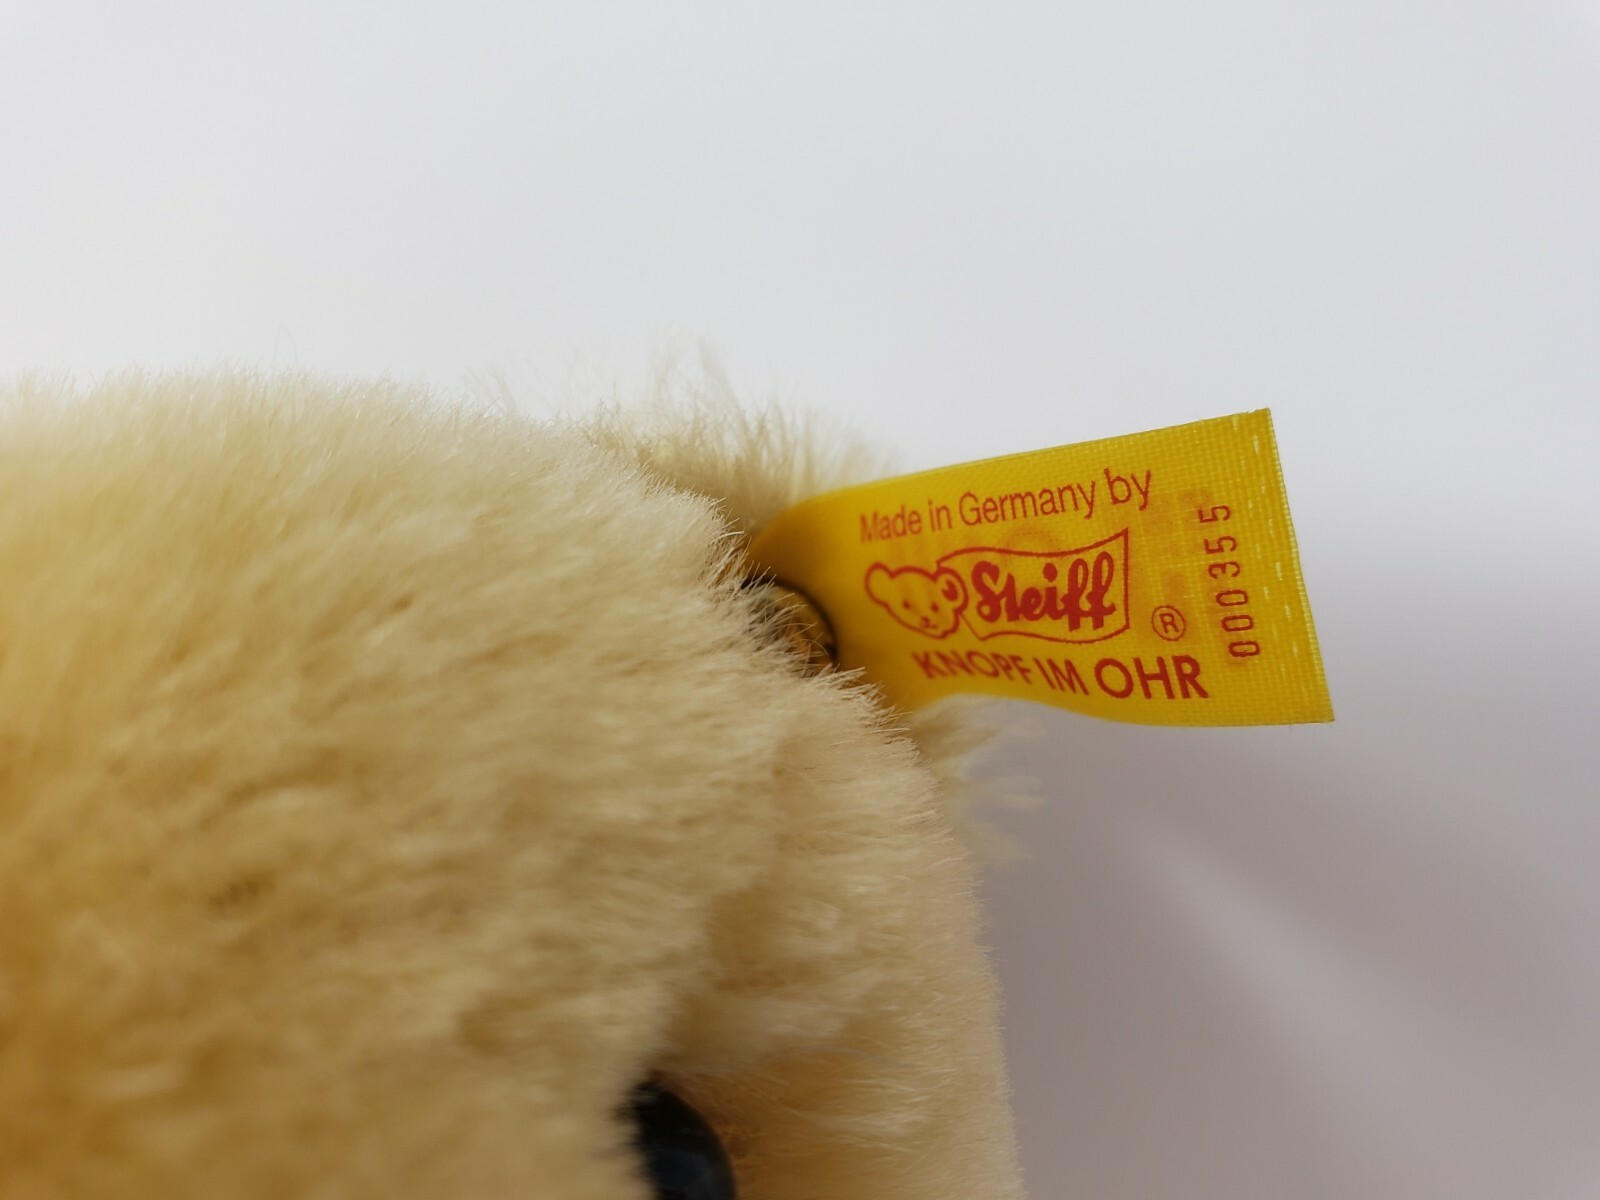 Made in Germany by
Steiff
®
KNOPF IM OHR
000355